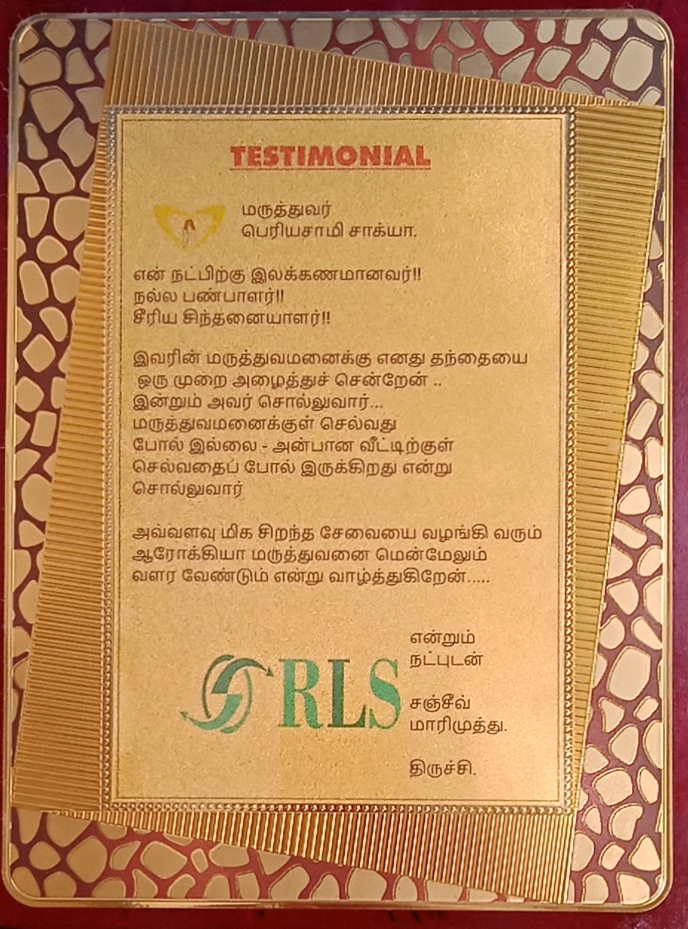 TESTIMONIAL
மருத்துவர்
பெரியசாமி சாக்யா.
என் நட்பிற்கு இலக்கணமானவர்!!
நல்ல பண்பாளர்!!
சீரிய சிந்தனையாளர்!!
இவரின் மருத்துவமனைக்கு எனது தந்தையை
ஒரு முறை அழைத்துச் சென்றேன் ..
இன்றும் அவர் சொல்லுவார்...
மருத்துவமனைக்குள் செல்வது
போல் இல்லை - அன்பான வீட்டிற்குள்
செல்வதைப் போல் இருக்கிறது என்று
சொல்லுவார்
அவ்வளவு மிக சிறந்த சேவையை வழங்கி வரும்
ஆரோக்கியா மருத்துவனை மென்மேலும்
வளர வேண்டும் என்று வாழ்த்துகிறேன்.....
என்றும்
நட்புடன்
RLS
சஞ்சீவ்
மாரிமுத்து.
திருச்சி.